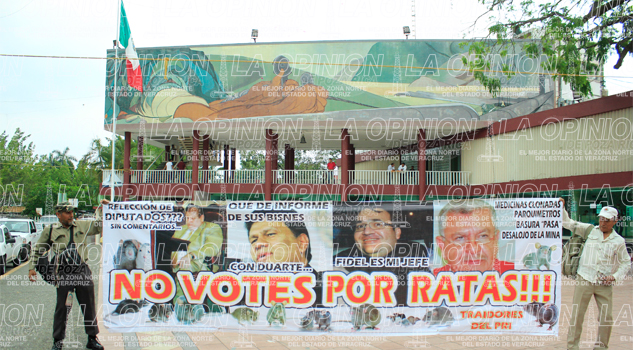 LA OPINION
EL MEJOR DIARIO DE LA ZONA NORTE
DEL ESTADO DE VERACRUZ
REELECCION DE
DIPUTADOS???
SIN COMENTARIOS
QUE DE INFORME
DE SUS BISNES
CON DUARTE...
FIDEL ES MI JEFE
MEDICINAS CLONADAS
PARQUIMETROS
BASURA "PASA"
DESALOJO DE LA MINA
NO VOTES POR RATAS!!!
TRAIDORES
DEL PRI